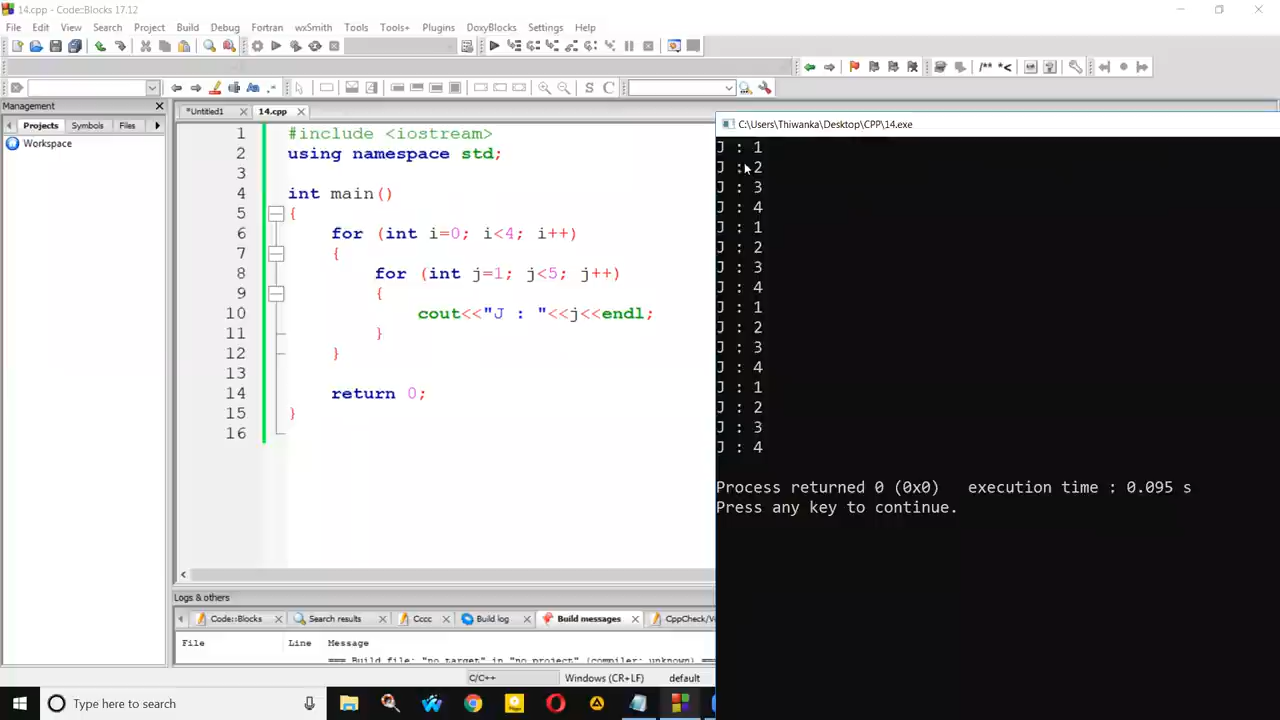 14.cpp - Code::Blocks 17.12
File Edit View Search Project Build Debug Fortran wxSmith Tools Tools+ Plugins DoxyBlocks Settings Help
/** *<
S C
Management
Projects Symbols Files
Workspace
*Untitled1 14.cpp
1 #include <iostream>
2 using namespace std;
3
4 int main()
5 {
6 for (int i=0; i<4; i++)
7 {
8 for (int j=1; j<5; j++)
9 {
10 cout<<"J : "<<j<<endl;
11 }
12 }
13
14 return 0;
15 }
16
C:\Users\Thiwanka\Desktop\CPP\14.exe
J : 1
J : 2
J : 3
J : 4
J : 1
J : 2
J : 3
J : 4
J : 1
J : 2
J : 3
J : 4
J : 1
J : 2
J : 3
J : 4
Process returned 0 (0x0) execution time : 0.095 s
Press any key to continue.
Logs & others
Code::Blocks Search results Cccc Build log Build messages CppCheck/V
File Line Message
=== Build file: "no target" in "no project" (compiler: unknown) ===
C/C++ Windows (CR+LF) default
Type here to search